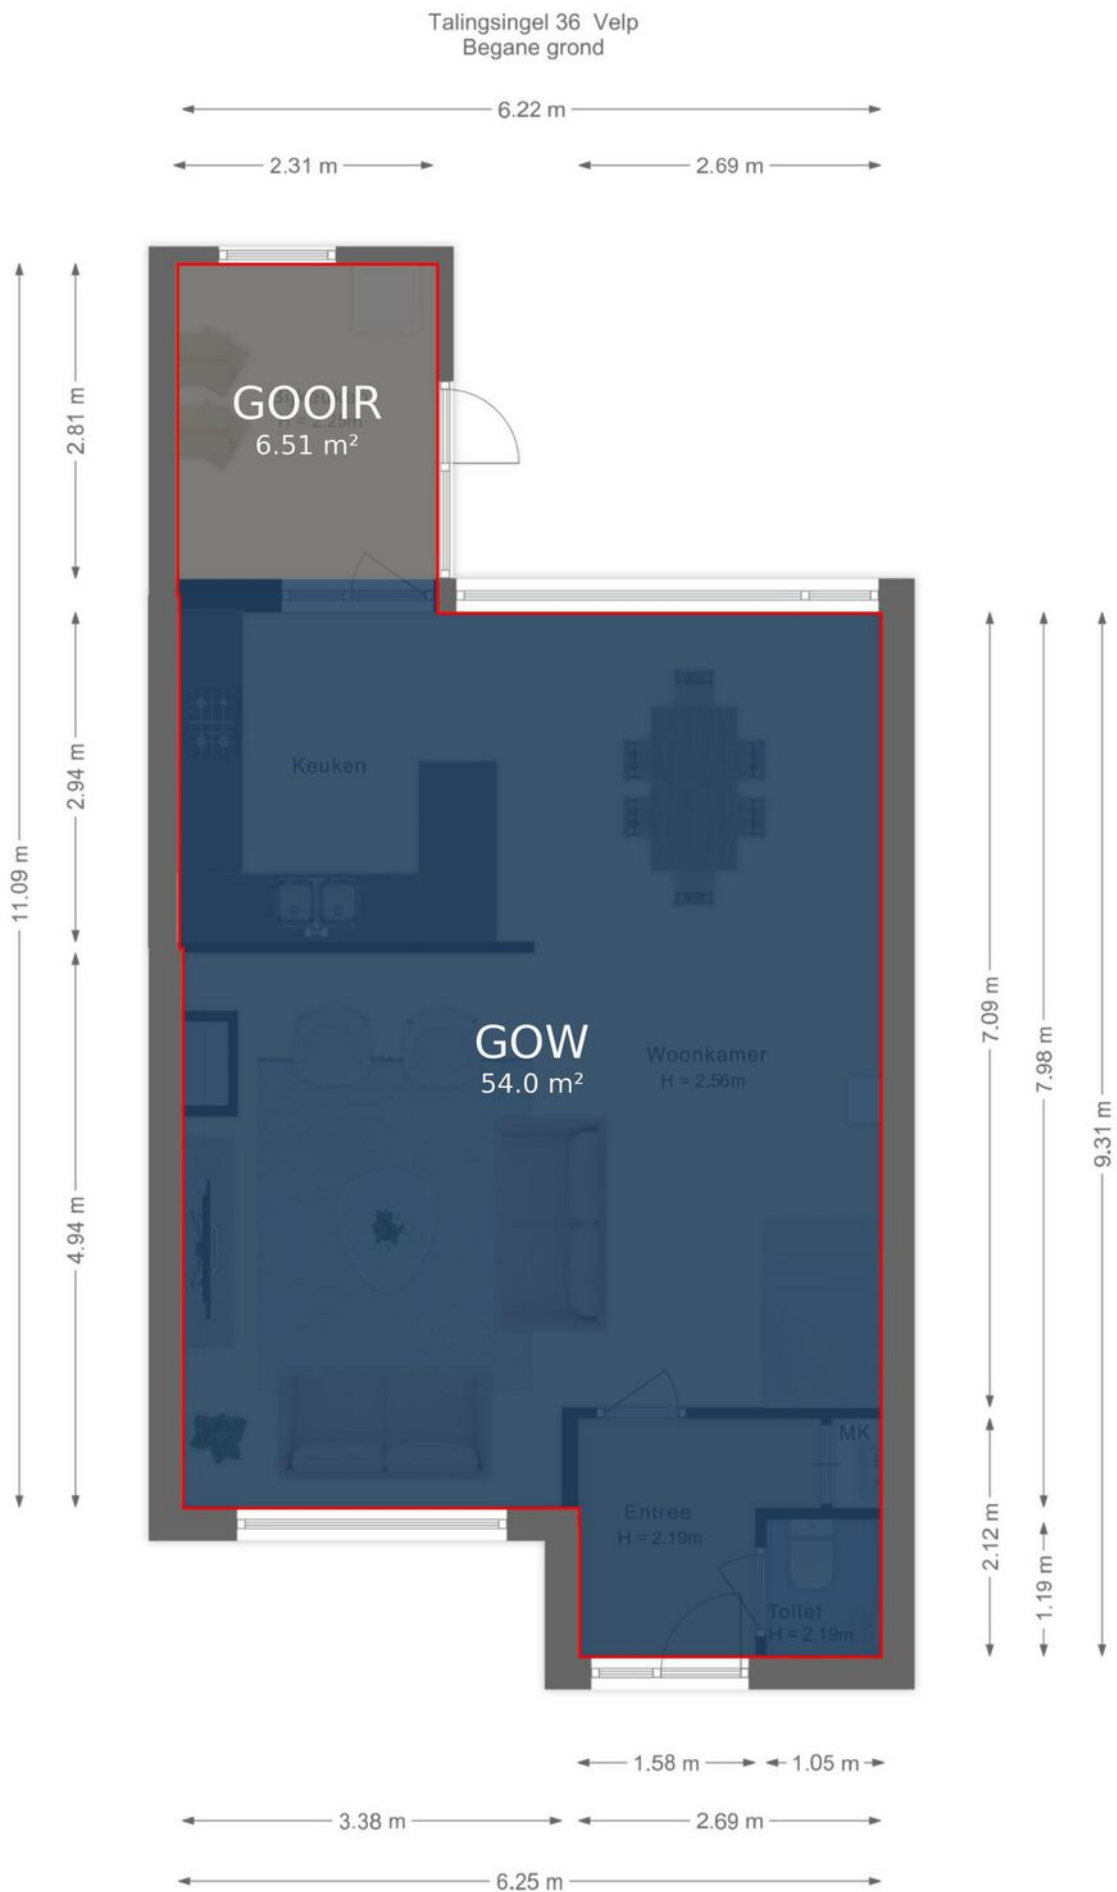 Talingsingel 36 Velp
Begane grond
6.22 m
2.31 m
2.69 m
2.81 m
GOOIR
H = 2.29m
6.51 m²
2.94 m
Keuken
11.09 m
GOW
54.0 m²
Woonkamer
H = 2.56m
7.09 m
7.98 m
9.31 m
4.94 m
MK
Entree
H = 2.19m
2.12 m
Toilet
H = 2.19m
1.19 m
1.58 m
1.05 m
3.38 m
2.69 m
6.25 m